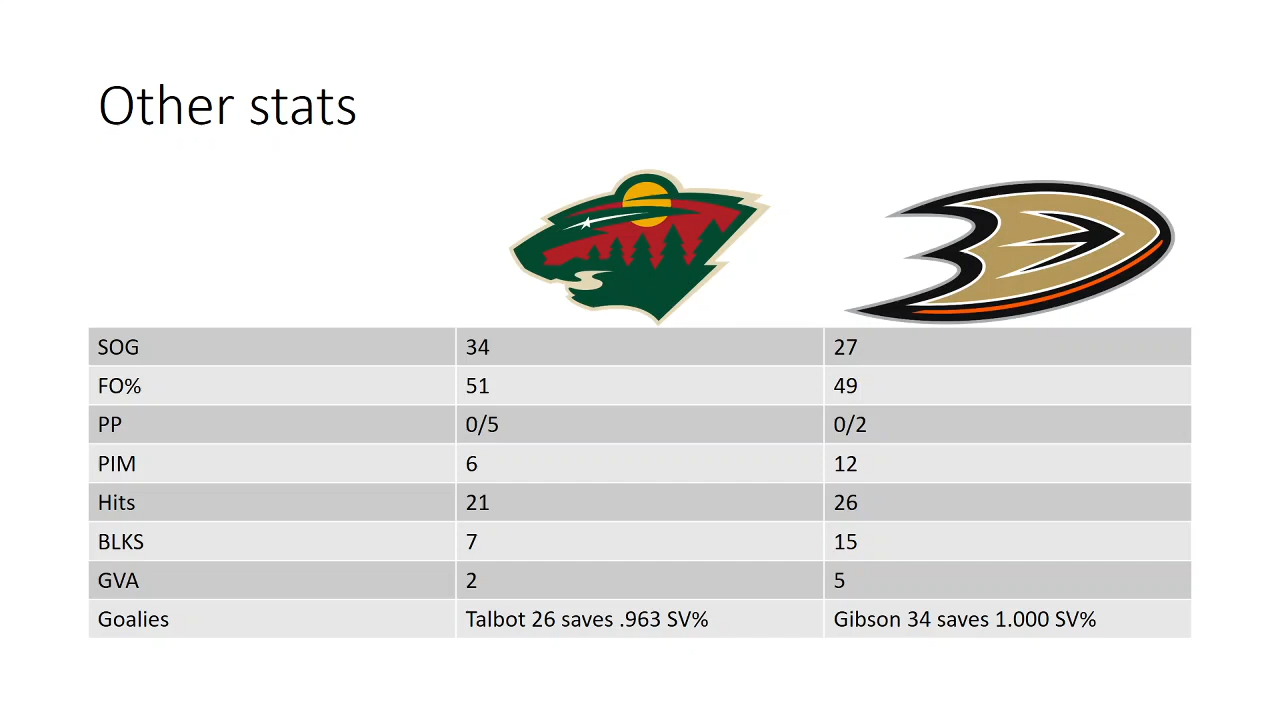 Other stats
SOG 34 27
FO% 51 49
PP 0/5 0/2
PIM 6 12
Hits 21 26
BLKS 7 15
GVA 2 5
Goalies Talbot 26 saves .963 SV% Gibson 34 saves 1.000 SV%